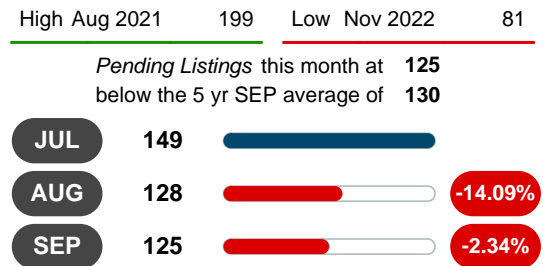 High Aug 2021 199 Low Nov 2022 81
Pending Listings this month at 125
below the 5 yr SEP average of 130
JUL 149
AUG 128 -14.09%
SEP 125 -2.34%